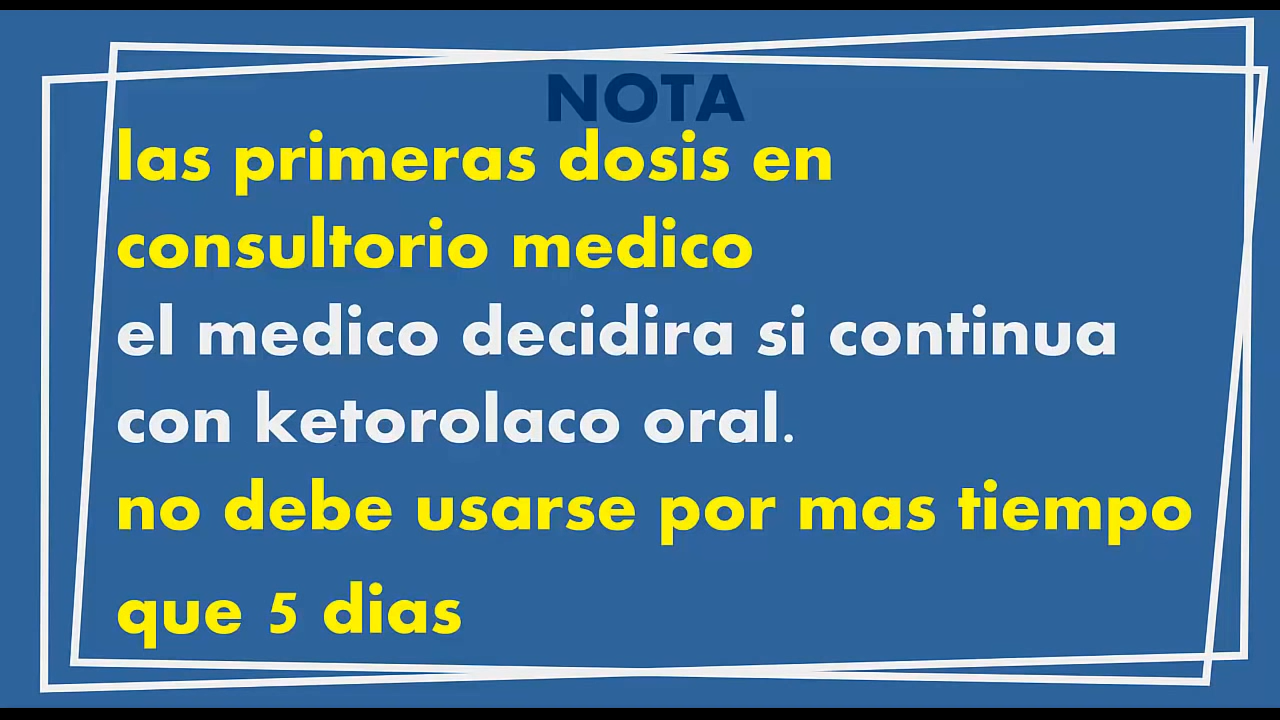 NOTA
las primeras dosis en
consultorio medico
el medico decidira si continua
con ketorolaco oral.
no debe usarse por mas tiempo
que 5 dias